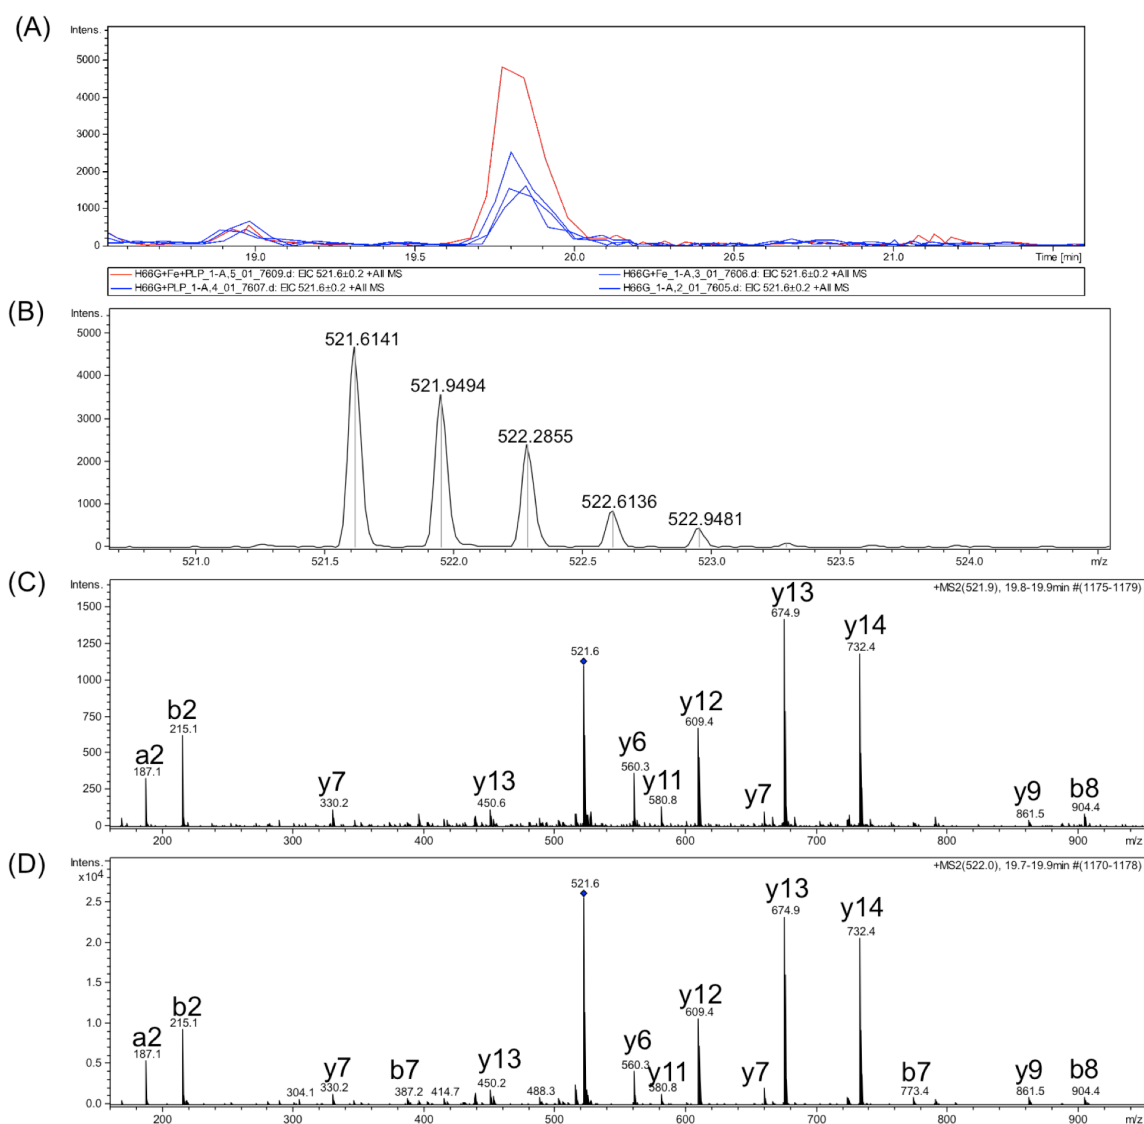 (A)
Intens.
5000
4000
3000
2000
1000
0
19.0 19.5 20.0 20.5 21.0 Time [min]
H66G+Fe+PLP_1-A,5_01_7609.d: EIC 521.6±0.2 +All MS H66G+Fe_1-A,3_01_7606.d: EIC 521.6±0.2 +All MS
H66G+PLP_1-A,4_01_7607.d: EIC 521.6±0.2 +All MS H66G_1-A,2_01_7605.d: EIC 521.6±0.2 +All MS
(B)
Intens.
5000
4000
3000
2000
1000
0
521.6141
521.9494
522.2855
522.6136
522.9481
521.0 521.5 522.0 522.5 523.0 523.5 524.0 m/z
(C)
Intens.
1500
1250
1000
750
500
250
0
+MS2(521.9), 19.8-19.9min #(1175-1179)
a2
187.1
b2
215.1
y7
330.2
y13
450.6
521.6
y6
560.3
y11
580.8
y12
609.4
y7
y13
674.9
y14
732.4
y9
861.5
b8
904.4
200 300 400 500 600 700 800 900 m/z
(D)
Intens.
x10⁴
2.5
2.0
1.5
1.0
0.5
0.0
+MS2(522.0), 19.7-19.9min #(1170-1178)
a2
187.1
b2
215.1
304.1
y7
330.2
b7
387.2
414.7
y13
450.2
488.3
521.6
y6
560.3
y11
580.8
y12
609.4
y7
y13
674.9
y14
732.4
b7
773.4
y9
861.5
b8
904.4
200 300 400 500 600 700 800 900 m/z